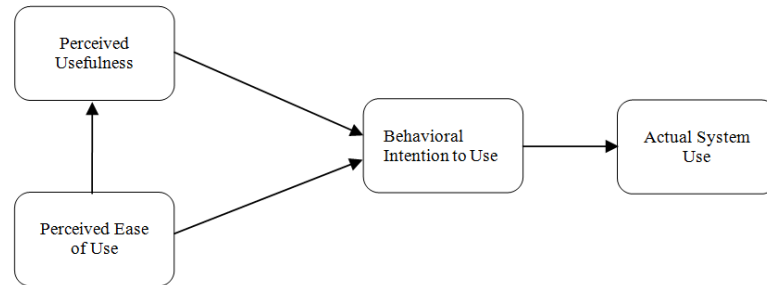 Perceived
Usefulness
Behavioral
Intention to Use
Actual System
Use
Perceived Ease
of Use